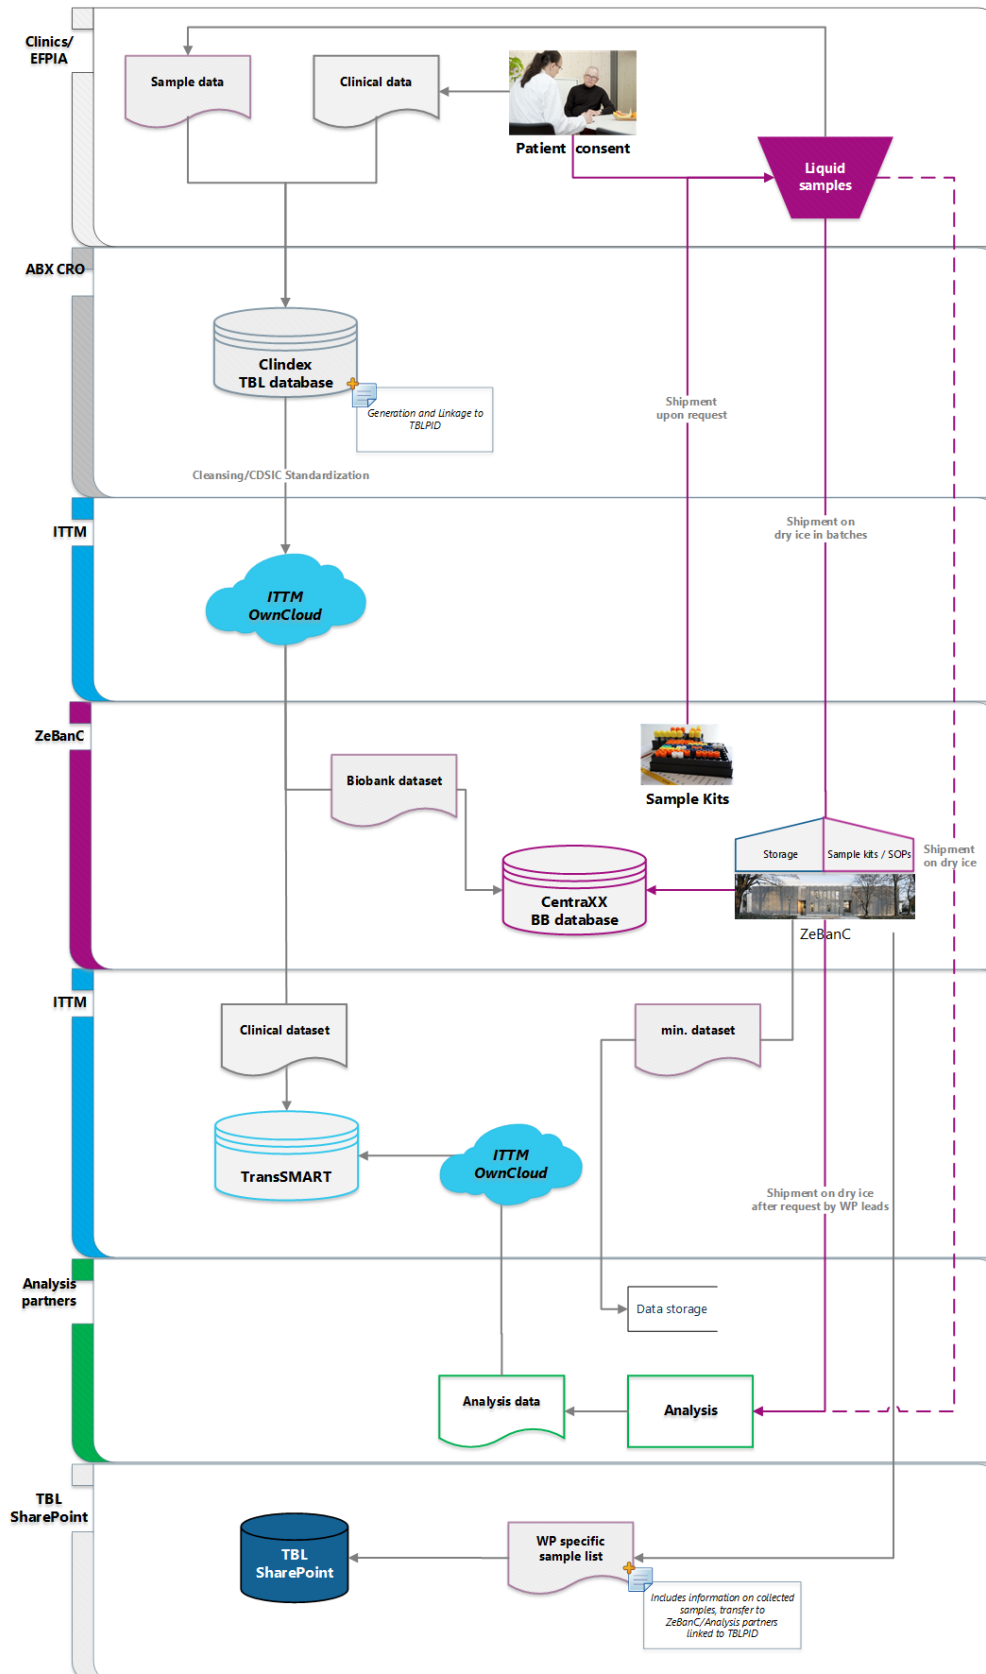 Clinics/
EFPIA
Sample data
Clinical data
Patient consent
Liquid
samples
ABX CRO
Clindex
TBL database
Generation and Linkage to
TBLPID
Shipment
upon request
Cleansing/CDSIC Standardization
ITTM
Shipment on
dry ice in batches
ITTM
OwnCloud
ZeBanC
Biobank dataset
Sample Kits
Storage
Sample kits / SOPs
Shipment
on dry ice
CentraXX
BB database
ZeBanC
ITTM
Clinical dataset
min. dataset
TransSMART
ITTM
OwnCloud
Shipment on dry ice
after request by WP leads
Analysis
partners
Data storage
Analysis data
Analysis
TBL
SharePoint
TBL
SharePoint
WP specific
sample list
Includes information on collected
samples, transfer to
ZeBanC/Analysis partners
linked to TBLPID